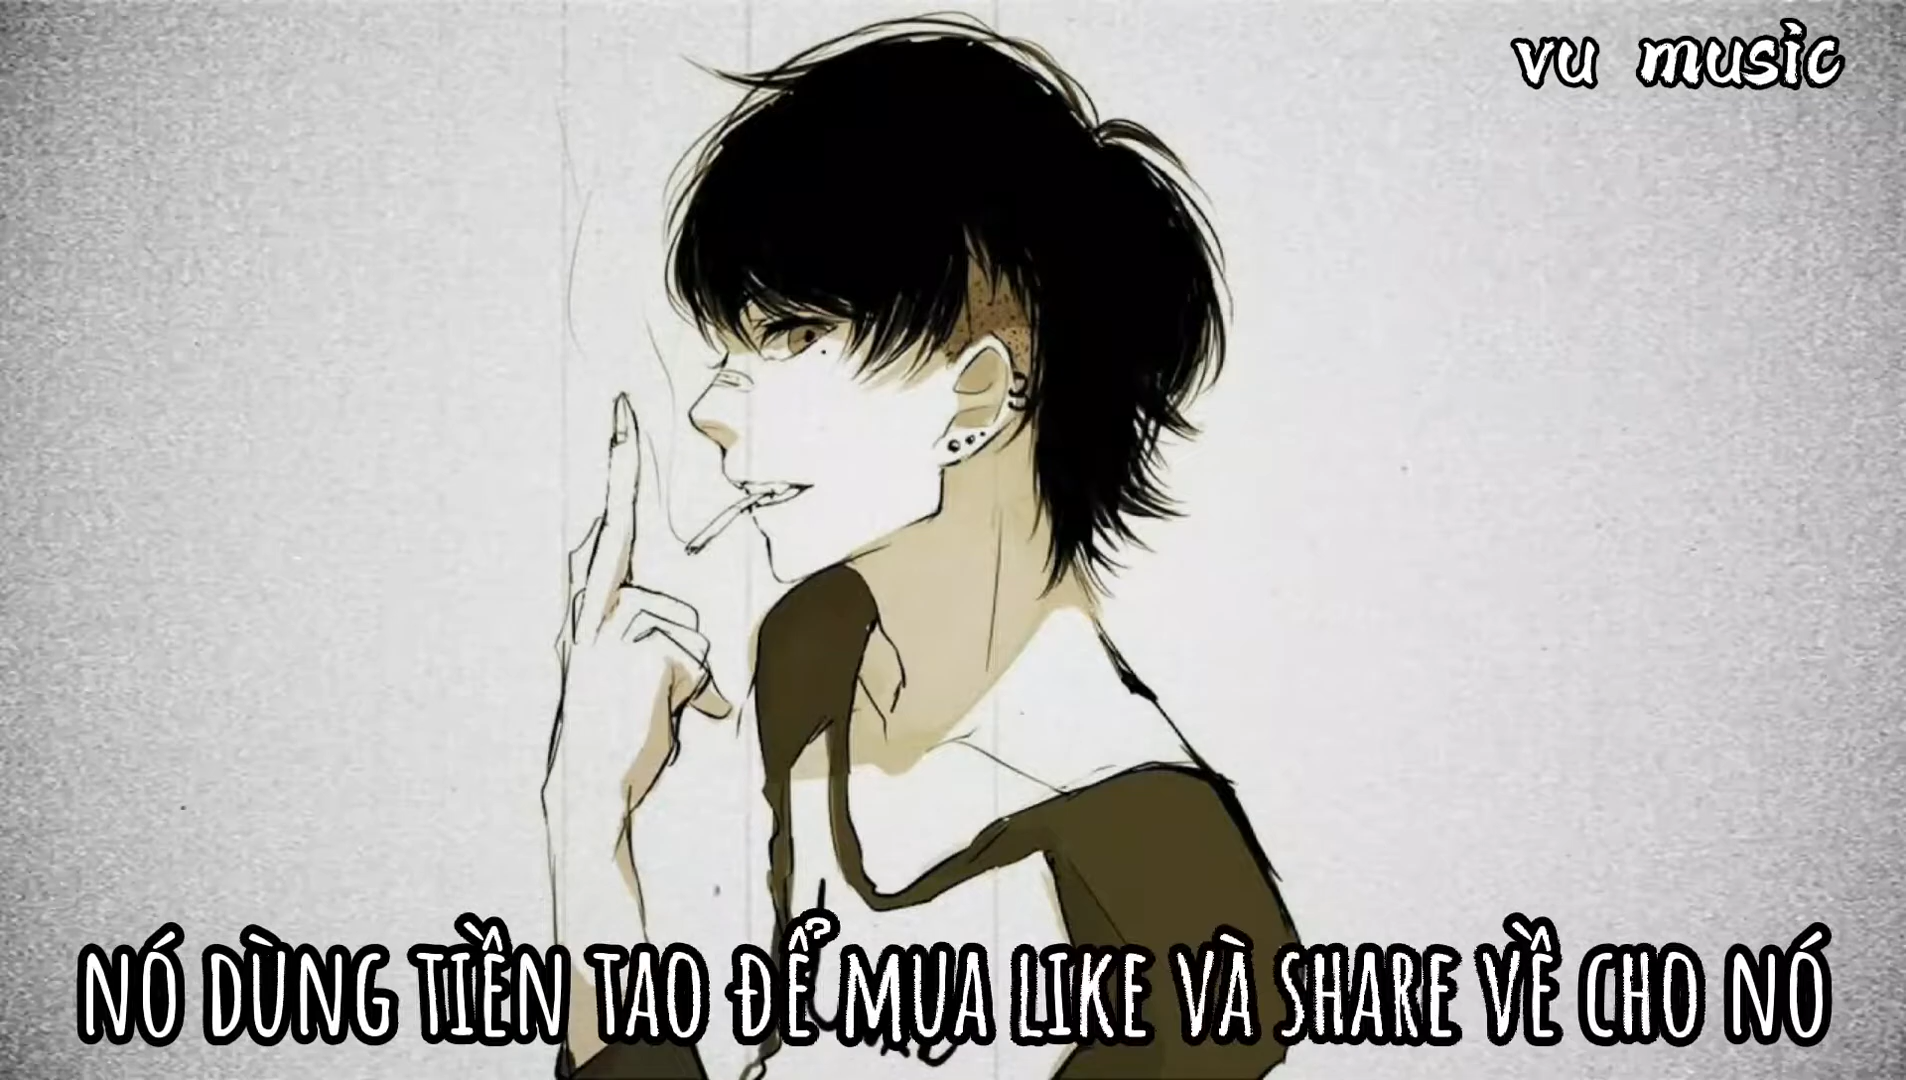 vu music
NÓ DÙNG TIỀN TAO ĐỂ MUA LIKE VÀ SHARE VỀ CHO NÓ